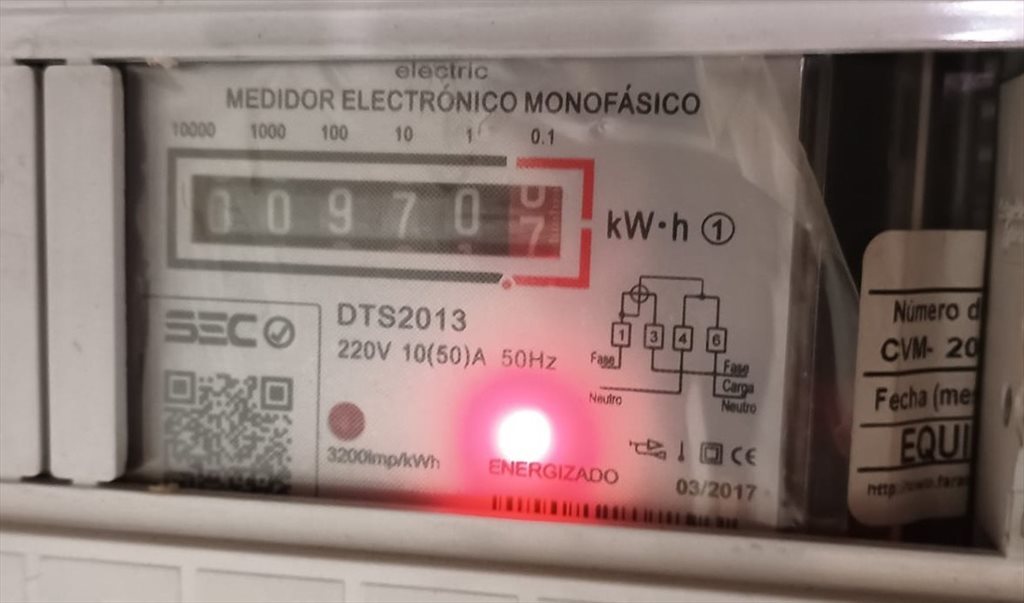 electric
MEDIDOR ELECTRÓNICO MONOFÁSICO
10000 1000 100 10 1 0.1
0 0 9 7 0 7
kW·h 1
SEC
DTS2013
220V 10(50)A 50Hz
1 3 4 6
Fase
Neutro
Fase
Carga
Neutro
3200imp/kWh
ENERGIZADO
CE
03/2017
Número d
CVM- 20
Fecha (me
EQUI